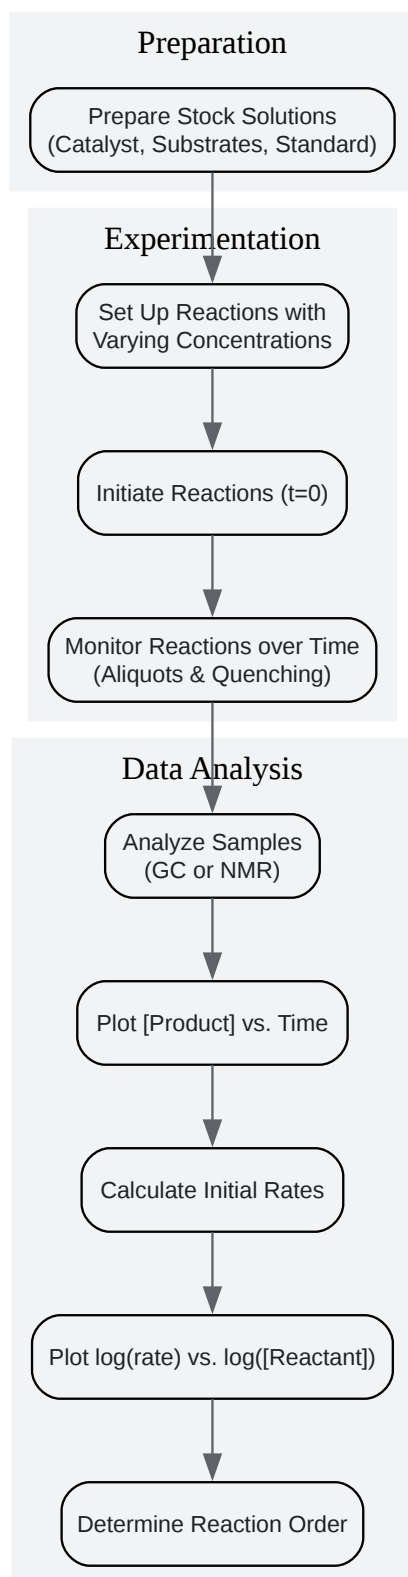 Preparation
Prepare Stock Solutions
(Catalyst, Substrates, Standard)
Experimentation
Set Up Reactions with
Varying Concentrations
Initiate Reactions (t=0)
Monitor Reactions over Time
(Aliquots & Quenching)
Data Analysis
Analyze Samples
(GC or NMR)
Plot [Product] vs. Time
Calculate Initial Rates
Plot log(rate) vs. log([Reactant])
Determine Reaction Order